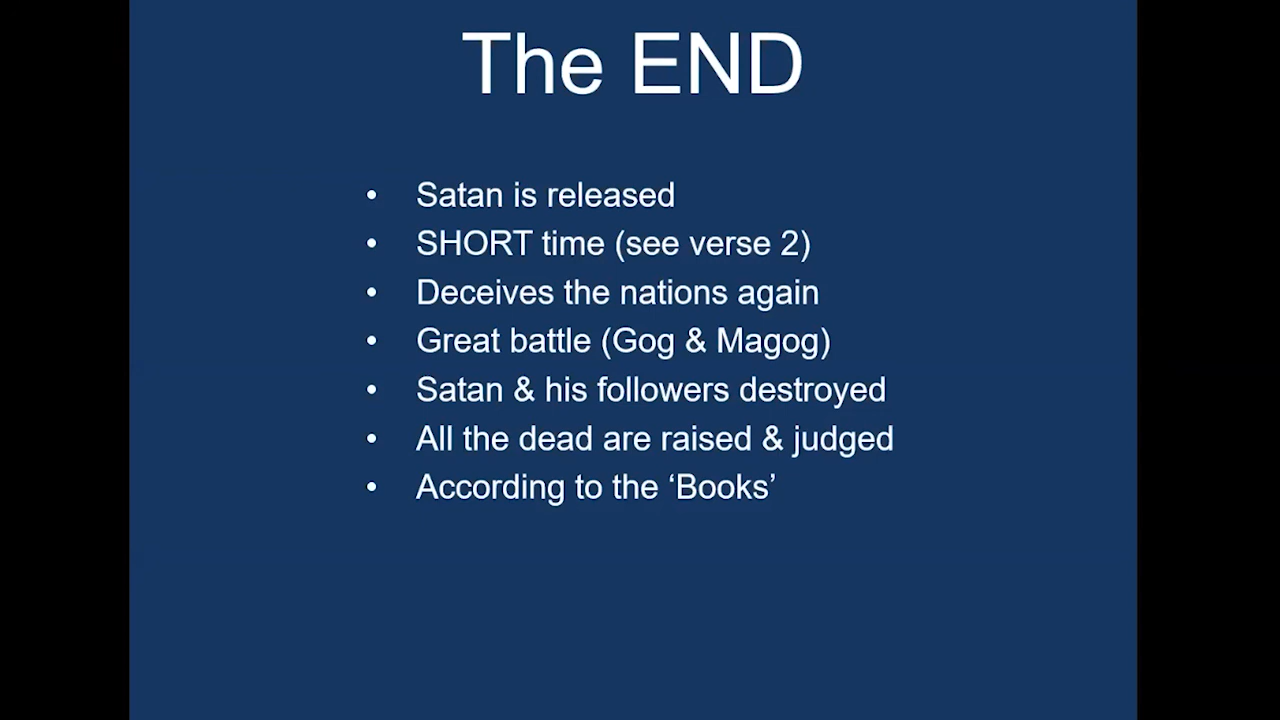 The END
• Satan is released
• SHORT time (see verse 2)
• Deceives the nations again
• Great battle (Gog & Magog)
• Satan & his followers destroyed
• All the dead are raised & judged
• According to the ‘Books’